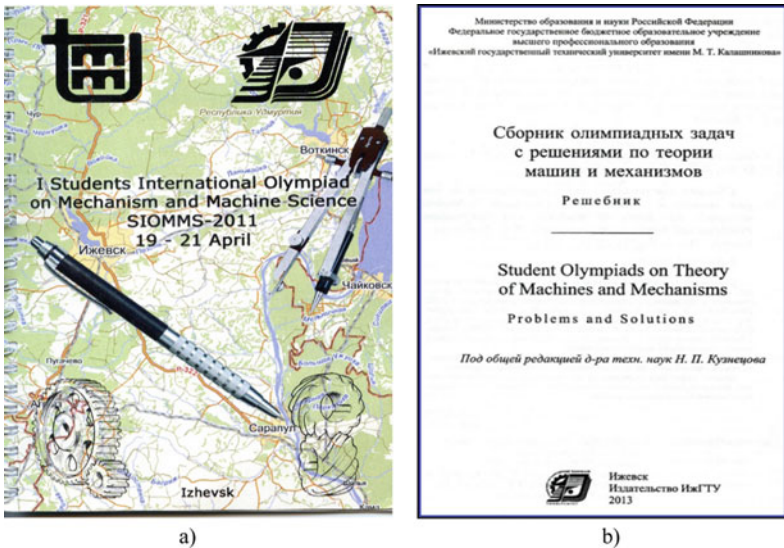 Республика Удмуртия
Воткинск
I Students International Olympiad
on Mechanism and Machine Science
SIOMMS-2011
19 - 21 April
Ижевск
Чайковск
Пугачево
Сарапул
Izhevsk
a)
Министерство образования и науки Российской Федерации
Федеральное государственное бюджетное образовательное учреждение
высшего профессионального образования
«Ижевский государственный технический университет имени М. Т. Калашникова»
Сборник олимпиадных задач
с решениями по теории
машин и механизмов
Решебник
Student Olympiads on Theory
of Machines and Mechanisms
Problems and Solutions
Под общей редакцией д-ра техн. наук Н. П. Кузнецова
Ижевск
Издательство ИжГТУ
2013
b)